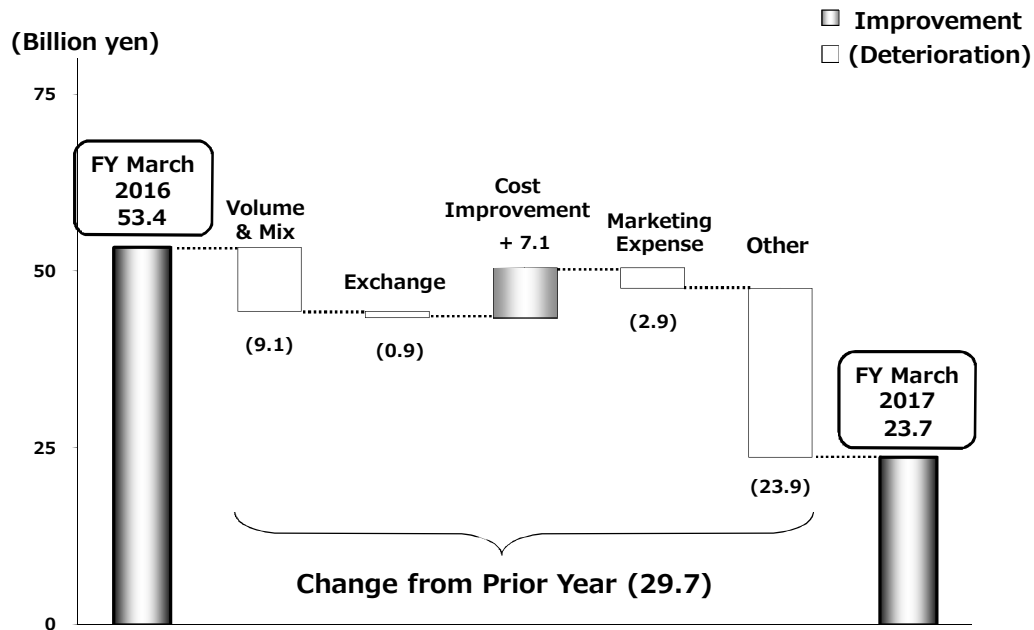 Improvement
(Deterioration)
(Billion yen)
75
50
25
0
FY March
2016
53.4
Volume
& Mix
(9.1)
Exchange
(0.9)
Cost
Improvement
+ 7.1
Marketing
Expense
(2.9)
Other
(23.9)
FY March
2017
23.7
Change from Prior Year (29.7)